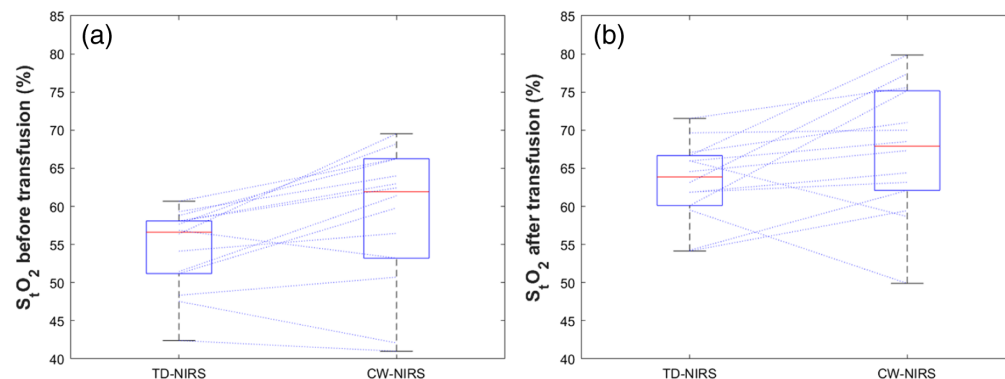 (a)
StO2 before transfusion (%)
85
80
75
70
65
60
55
50
45
40
TD-NIRS
CW-NIRS
(b)
StO2 after transfusion (%)
85
80
75
70
65
60
55
50
45
40
TD-NIRS
CW-NIRS